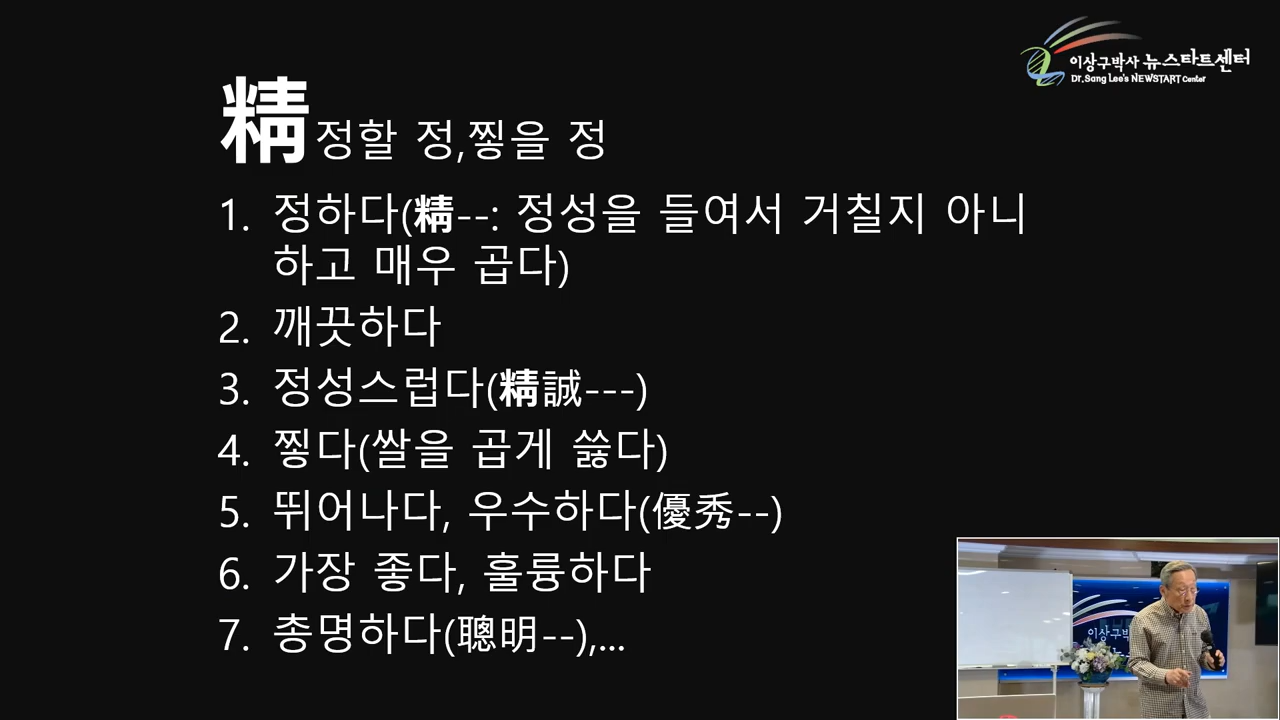 이상구박사 뉴스타트센터
Dr. Sang Lee's NEWSTART Center
精정할 정,찧을 정
1. 정하다(精--: 정성을 들여서 거칠지 아니
하고 매우 곱다)
2. 깨끗하다
3. 정성스럽다(精誠---)
4. 찧다(쌀을 곱게 쓿다)
5. 뛰어나다, 우수하다(優秀--)
6. 가장 좋다, 훌륭하다
7. 총명하다(聰明--),...
이상구박